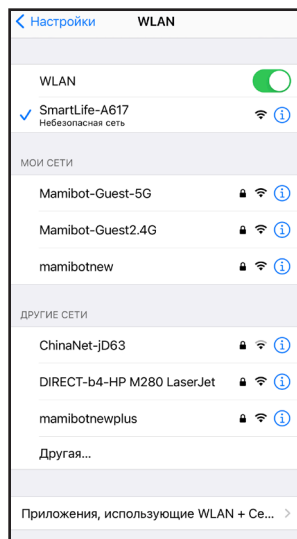 Настройки WLAN
WLAN
SmartLife-A617
Небезопасная сеть
МОИ СЕТИ
Mamibot-Guest-5G
Mamibot-Guest2.4G
mamibotnew
ДРУГИЕ СЕТИ
ChinaNet-jD63
DIRECT-b4-HP M280 LaserJet
mamibotnewplus
Другая...
Приложения, использующие WLAN + Се...